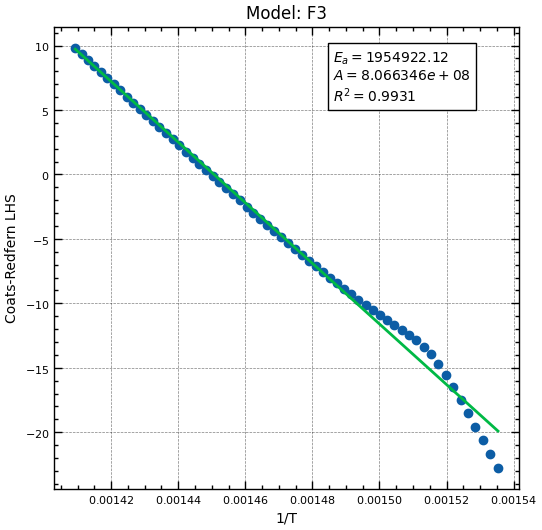 Model: F3
10
5
0
−5
−10
−15
−20
Coats-Redfern LHS
E_a = 1954922.12
A = 8.066346e + 08
R^2 = 0.9931
0.00142 0.00144 0.00146 0.00148 0.00150 0.00152 0.00154
1/T